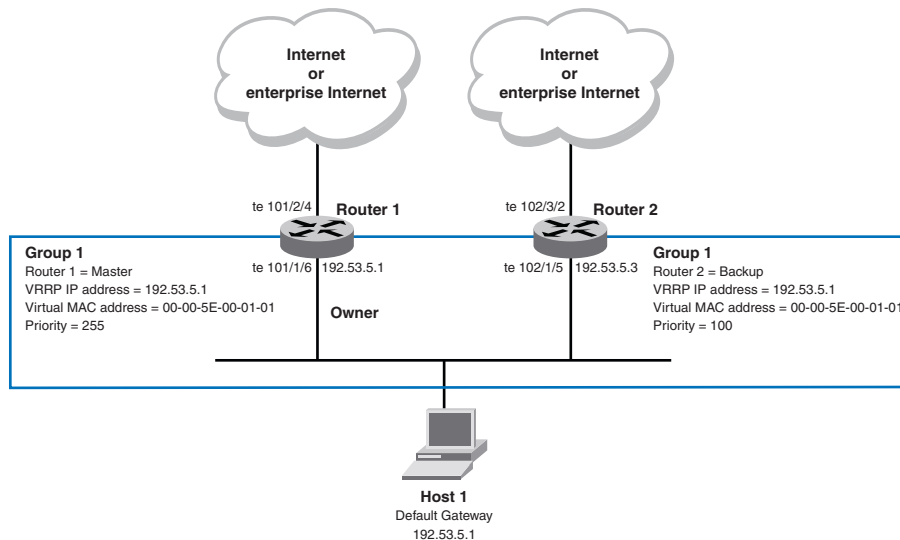 Internet
or
enterprise Internet
Internet
or
enterprise Internet
te 101/2/4
Router 1
te 102/3/2
Router 2
Group 1
Router 1 = Master
VRRP IP address = 192.53.5.1
Virtual MAC address = 00-00-5E-00-01-01
Priority = 255
te 101/1/6
192.53.5.1
Owner
te 102/1/5
192.53.5.3
Group 1
Router 2 = Backup
VRRP IP address = 192.53.5.1
Virtual MAC address = 00-00-5E-00-01-01
Priority = 100
Host 1
Default Gateway
192.53.5.1